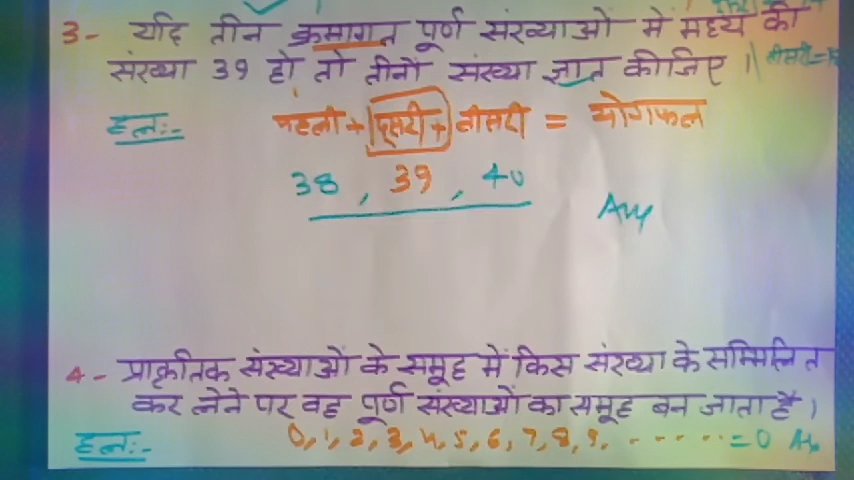 3- यदि तीन क्रमागत पूर्ण संख्याओं में मध्य की
संख्या 39 हो तो तीनों संख्या ज्ञात कीजिए।
हल:- पहली + दूसरी + तीसरी = योगफल
38 , 39 , 40 Ans
4- प्राकृतिक संख्याओं के समूह में किस संख्या के सम्मिलित
कर लेने पर वह पूर्ण संख्याओं का समूह बन जाता है।
हल:- 0, 1, 2, 3, 4, 5, 6, 7, 8, 9, ....... = 0 Ans